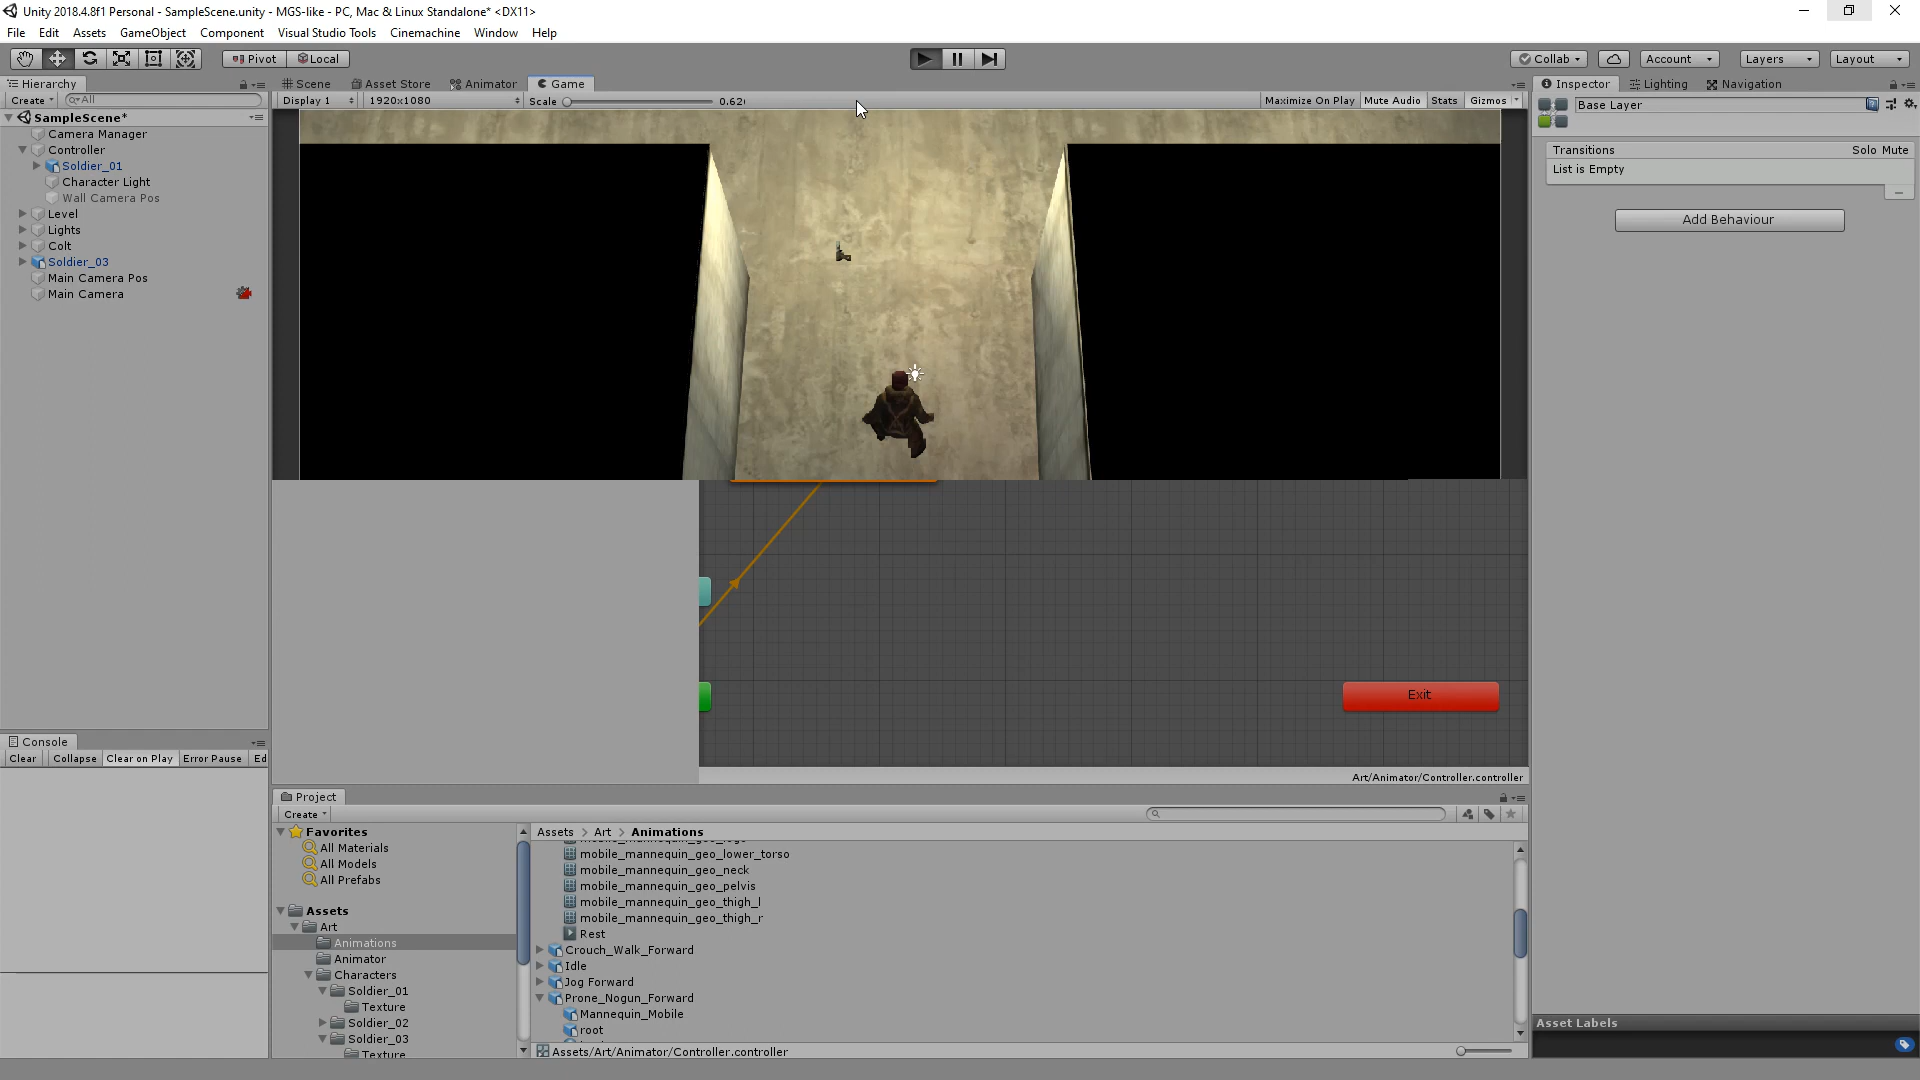 Unity 2018.4.8f1 Personal - SampleScene.unity - MGS-like - PC, Mac & Linux Standalone* <DX11>
File Edit Assets GameObject Component Visual Studio Tools Cinemachine Window Help
Pivot Local Collab Account Layers Layout
Hierarchy Scene Asset Store Animator Game Inspector Lighting Navigation
Create All Display 1 1920x1080 Scale 0.62 Maximize On Play Mute Audio Stats Gizmos Base Layer
SampleScene*
Camera Manager
Controller
Soldier_01
Character Light
Wall Camera Pos
Level
Lights
Colt
Soldier_03
Main Camera Pos
Main Camera
Transitions Solo Mute
List is Empty
Add Behaviour
Exit
Art/Animator/Controller.controller
Console
Clear Collapse Clear on Play Error Pause Ed
Project
Create
Favorites
All Materials
All Models
All Prefabs
Assets
Art
Animations
Animator
Characters
Soldier_01
Texture
Soldier_02
Soldier_03
Texture
Assets > Art > Animations
mobile_mannequin_geo_lower_torso
mobile_mannequin_geo_neck
mobile_mannequin_geo_pelvis
mobile_mannequin_geo_thigh_l
mobile_mannequin_geo_thigh_r
Rest
Crouch_Walk_Forward
Idle
Jog Forward
Prone_Nogun_Forward
Mannequin_Mobile
root
Assets/Art/Animator/Controller.controller
Asset Labels